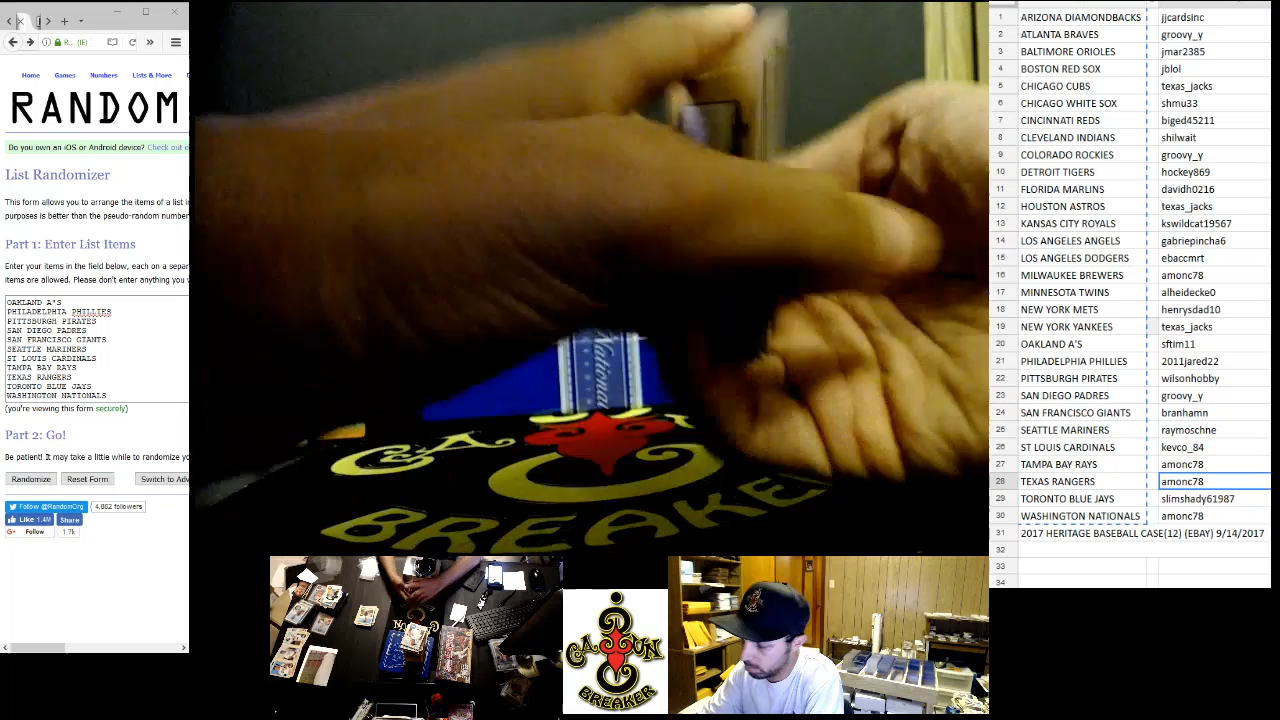 R... (IE)
Home Games Numbers Lists & More
RANDOM
Do you own an iOS or Android device? Check out
List Randomizer
This form allows you to arrange the items of a list in
purposes is better than the pseudo-random number
Part 1: Enter List Items
Enter your items in the field below, each on a separ
items are allowed. Please don't enter anything you
OAKLAND A'S
PHILADELPHIA PHILLIES
PITTSBURGH PIRATES
SAN DIEGO PADRES
SAN FRANCISCO GIANTS
SEATTLE MARINERS
ST LOUIS CARDINALS
TAMPA BAY RAYS
TEXAS RANGERS
TORONTO BLUE JAYS
WASHINGTON NATIONALS
(you're viewing this form securely)
Part 2: Go!
Be patient! It may take a little while to randomize yo
Randomize Reset Form Switch to Adv
Follow @RandomOrg 4,882 followers
Like 1.4M Share
G+ Follow 1.7k
National
CA
BREAKER
CAJUN
BREAKER
1 ARIZONA DIAMONDBACKS jjcardsinc
2 ATLANTA BRAVES groovy_y
3 BALTIMORE ORIOLES jmar2385
4 BOSTON RED SOX jblol
5 CHICAGO CUBS texas_jacks
6 CHICAGO WHITE SOX shmu33
7 CINCINNATI REDS biged45211
8 CLEVELAND INDIANS shilwait
9 COLORADO ROCKIES groovy_y
10 DETROIT TIGERS hockey869
11 FLORIDA MARLINS davidh0216
12 HOUSTON ASTROS texas_jacks
13 KANSAS CITY ROYALS kswildcat19567
14 LOS ANGELES ANGELS gabriepincha6
15 LOS ANGELES DODGERS ebaccmrt
16 MILWAUKEE BREWERS amonc78
17 MINNESOTA TWINS alheidecke0
18 NEW YORK METS henrysdad10
19 NEW YORK YANKEES texas_jacks
20 OAKLAND A'S sftim11
21 PHILADELPHIA PHILLIES 2011jared22
22 PITTSBURGH PIRATES wilsonhobby
23 SAN DIEGO PADRES groovy_y
24 SAN FRANCISCO GIANTS branhamn
25 SEATTLE MARINERS raymoschne
26 ST LOUIS CARDINALS kevco_84
27 TAMPA BAY RAYS amonc78
28 TEXAS RANGERS amonc78
29 TORONTO BLUE JAYS slimshady61987
30 WASHINGTON NATIONALS amonc78
31 2017 HERITAGE BASEBALL CASE(12) (EBAY) 9/14/2017
32
33
34